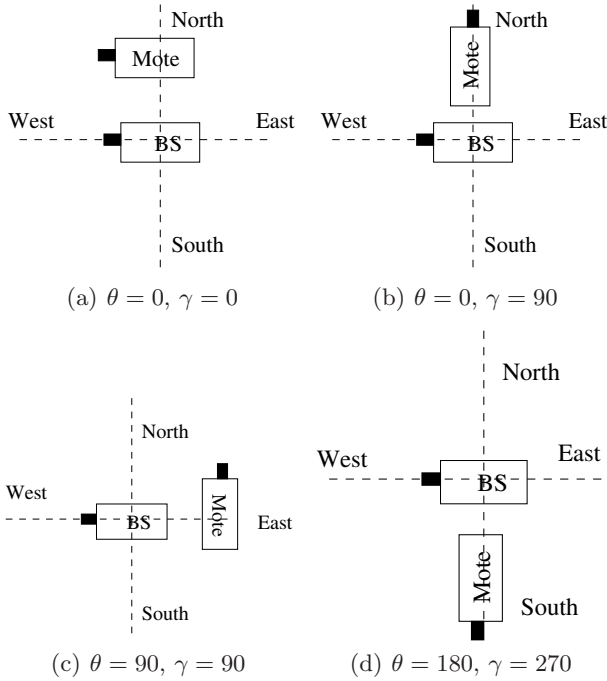 North
Mote
West
East
BS
South
(a) θ = 0, γ = 0
North
Mote
West
East
BS
South
(b) θ = 0, γ = 90
North
West
Mote
BS
East
South
(c) θ = 90, γ = 90
North
West
East
BS
Mote
South
(d) θ = 180, γ = 270